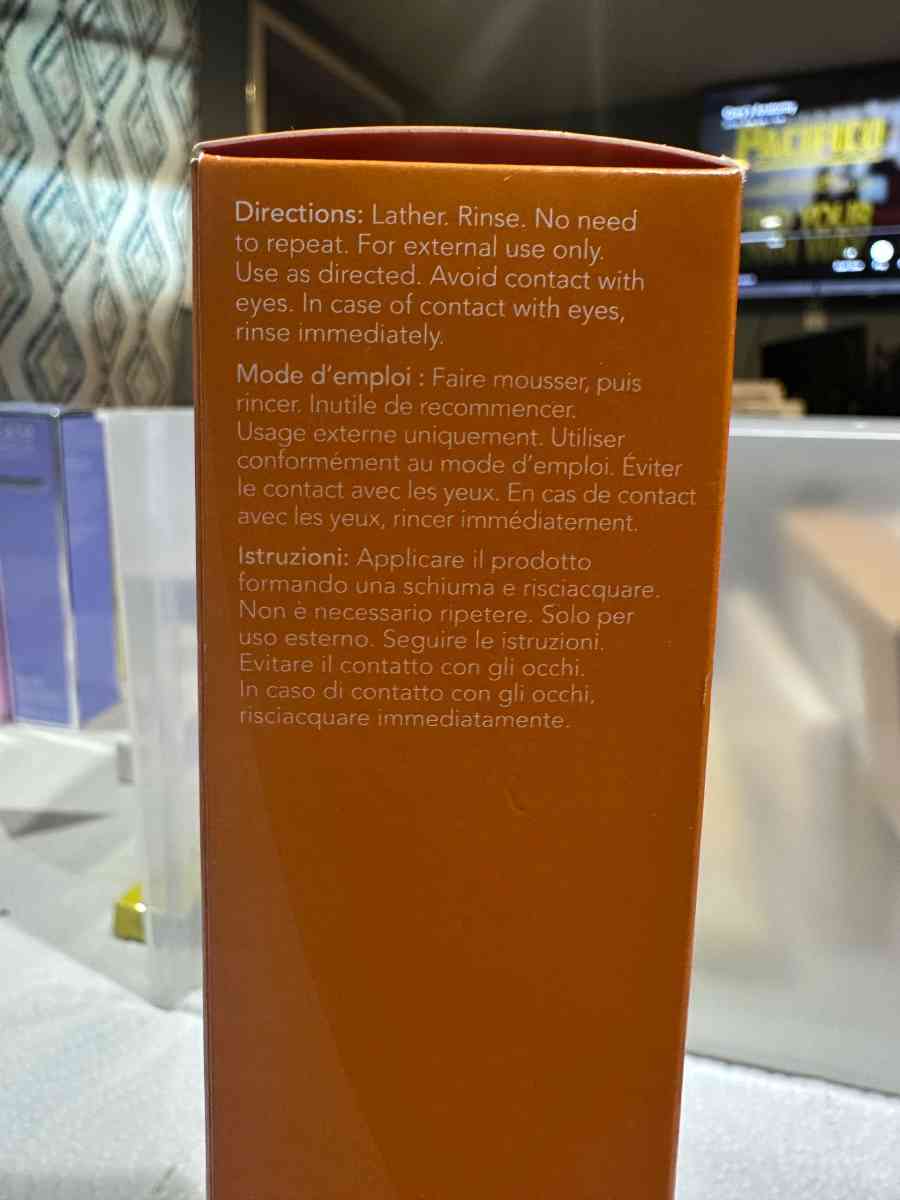 Directions: Lather. Rinse. No need
to repeat. For external use only.
Use as directed. Avoid contact with
eyes. In case of contact with eyes,
rinse immediately.
Mode d'emploi : Faire mousser, puis
rincer. Inutile de recommencer.
Usage externe uniquement. Utiliser
conformément au mode d'emploi. Éviter
le contact avec les yeux. En cas de contact
avec les yeux, rincer immédiatement.
Istruzioni: Applicare il prodotto
formando una schiuma e risciacquare.
Non è necessario ripetere. Solo per
uso esterno. Seguire le istruzioni.
Evitare il contatto con gli occhi.
In caso di contatto con gli occhi,
risciacquare immediatamente.
PACIFICO
YOUR